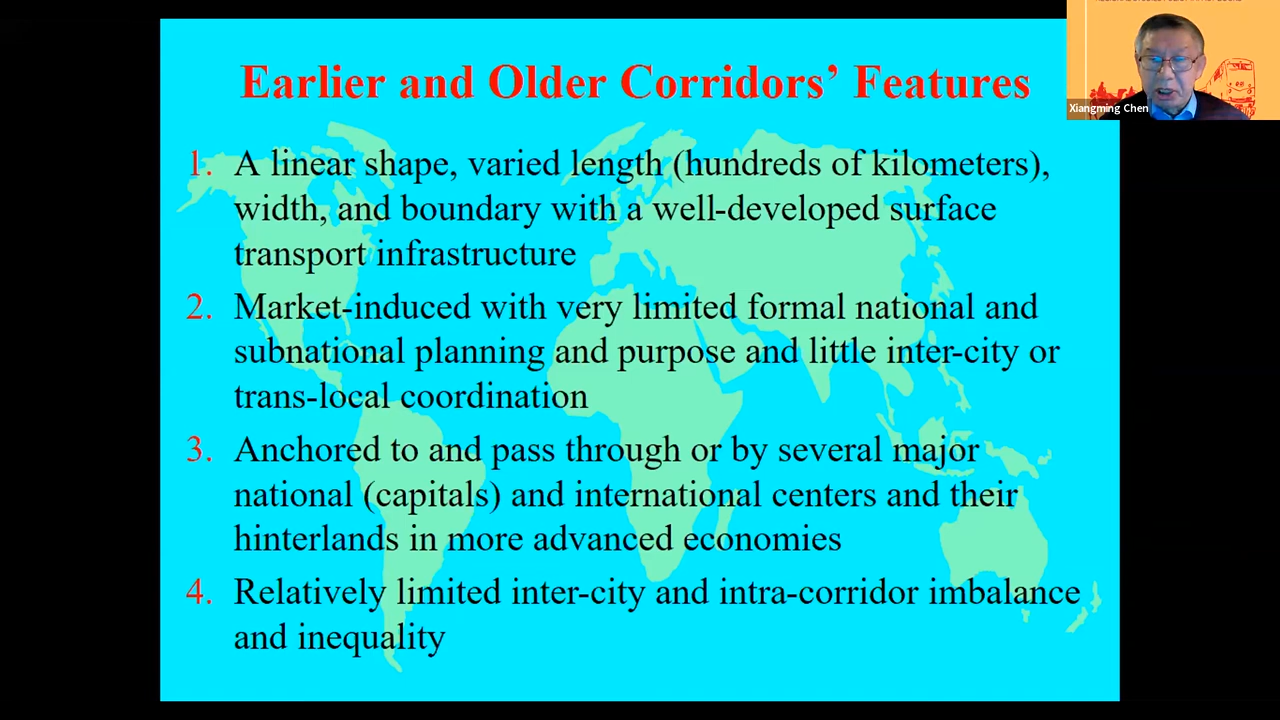 Earlier and Older Corridors' Features
1. A linear shape, varied length (hundreds of kilometers),
width, and boundary with a well-developed surface
transport infrastructure
2. Market-induced with very limited formal national and
subnational planning and purpose and little inter-city or
trans-local coordination
3. Anchored to and pass through or by several major
national (capitals) and international centers and their
hinterlands in more advanced economies
4. Relatively limited inter-city and intra-corridor imbalance
and inequality
Xiangming Chen